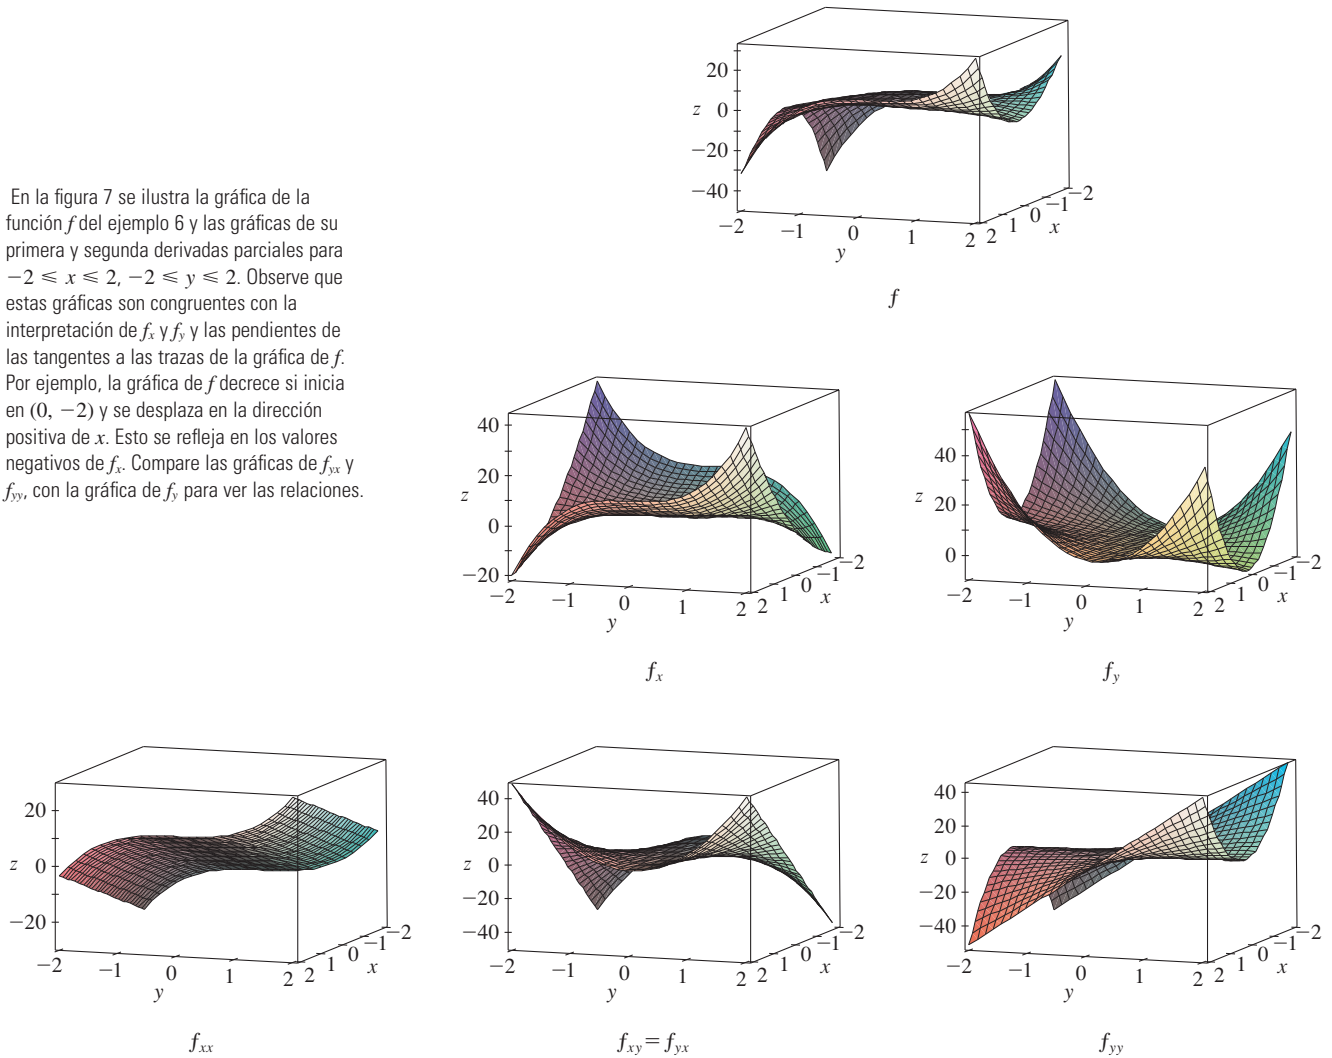 En la figura 7 se ilustra la gráfica de la
función f del ejemplo 6 y las gráficas de su
primera y segunda derivadas parciales para
−2 ≤ x ≤ 2, −2 ≤ y ≤ 2. Observe que
estas gráficas son congruentes con la
interpretación de fx y fy y las pendientes de
las tangentes a las trazas de la gráfica de f.
Por ejemplo, la gráfica de f decrece si inicia
en (0, −2) y se desplaza en la dirección
positiva de x. Esto se refleja en los valores
negativos de fx. Compare las gráficas de fyx y
fyy, con la gráfica de fy para ver las relaciones.
20
z 0
−20
−40
−2 −1 0 1 2 2 1 0 −1 −2
y x
f
40
20
z
0
−20
−2 −1 0 1 2 2 1 0 −1 −2
y x
fx
40
z 20
0
−2 −1 0 1 2 2 1 0 −1 −2
y x
fy
20
z 0
−20
−2 −1 0 1 2 2 1 0 −1 −2
y x
fxx
40
20
z 0
−20
−40
−2 −1 0 1 2 2 1 0 −1 −2
y x
fxy = fyx
40
20
z 0
−20
−40
−2 −1 0 1 2 2 1 0 −1 −2
y x
fyy